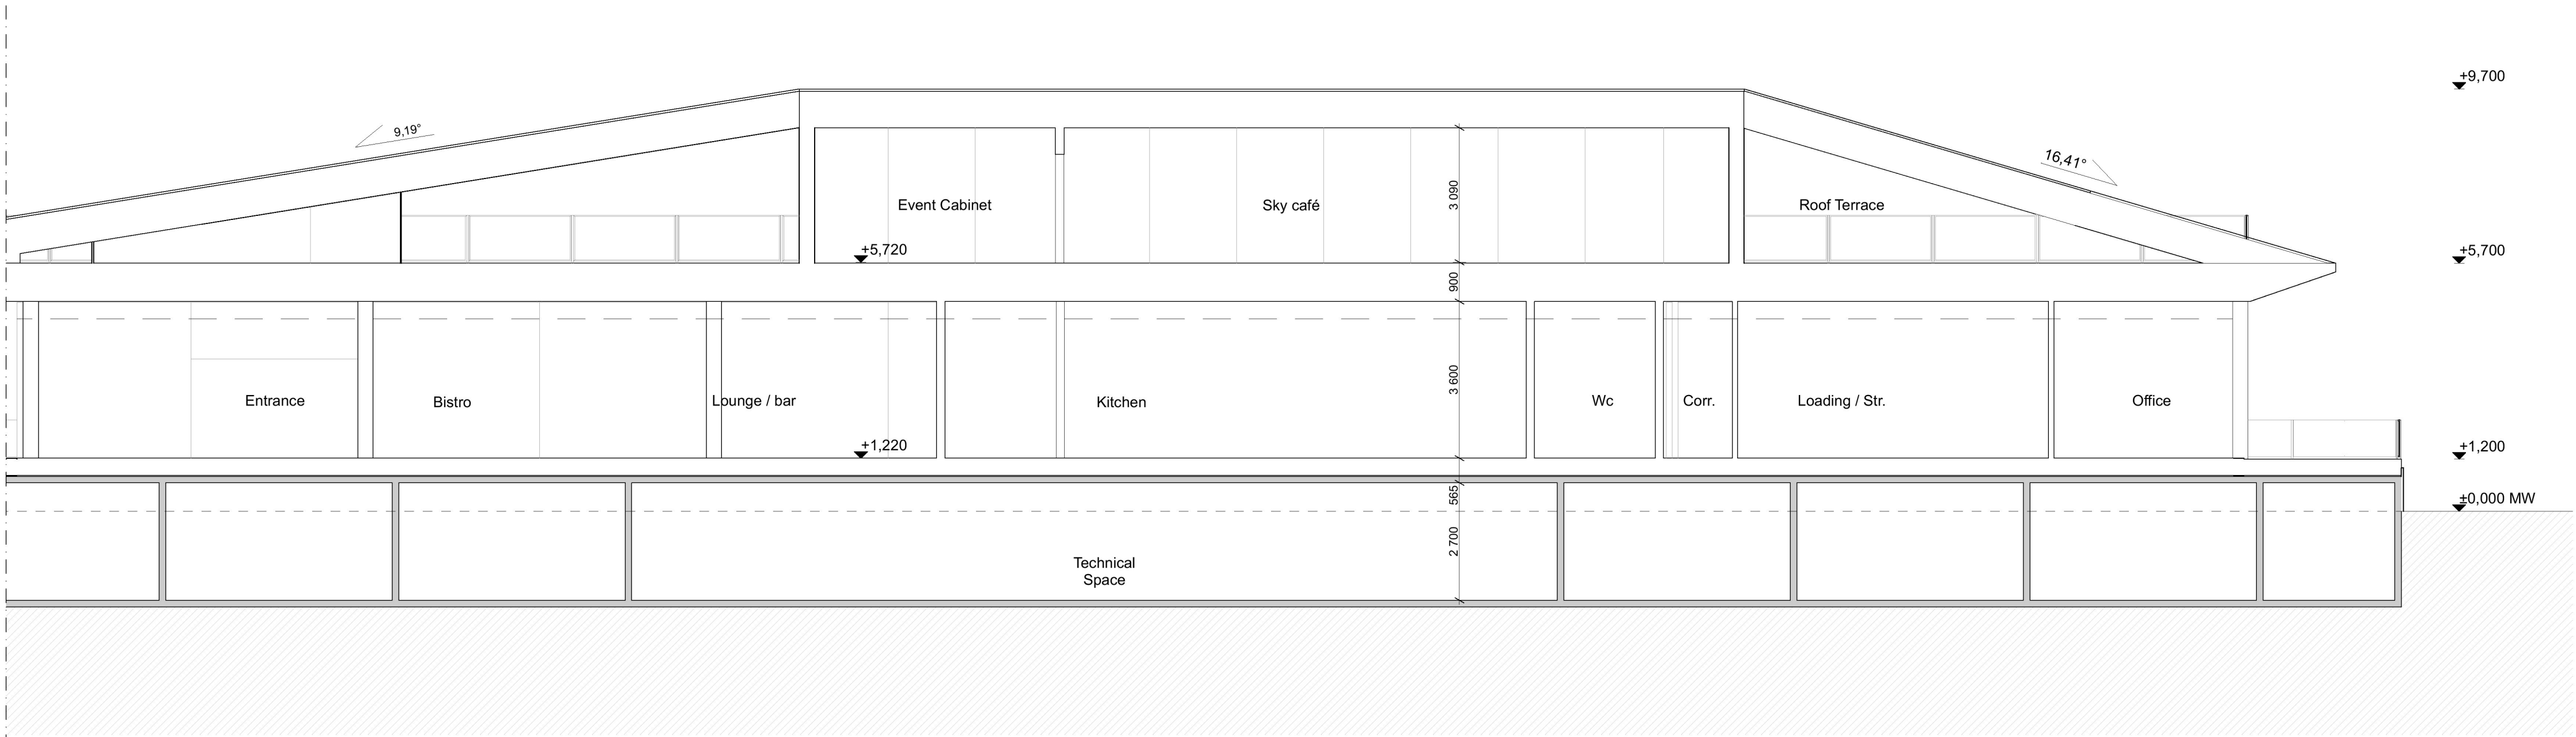 +9,700
9,19°
16,41°
3 090
Event Cabinet
Sky café
Roof Terrace
+5,720
+5,700
900
3 600
Entrance
Bistro
Lounge / bar
Kitchen
Wc
Corr.
Loading / Str.
Office
+1,220
+1,200
565
±0,000 MW
2 700
Technical
Space